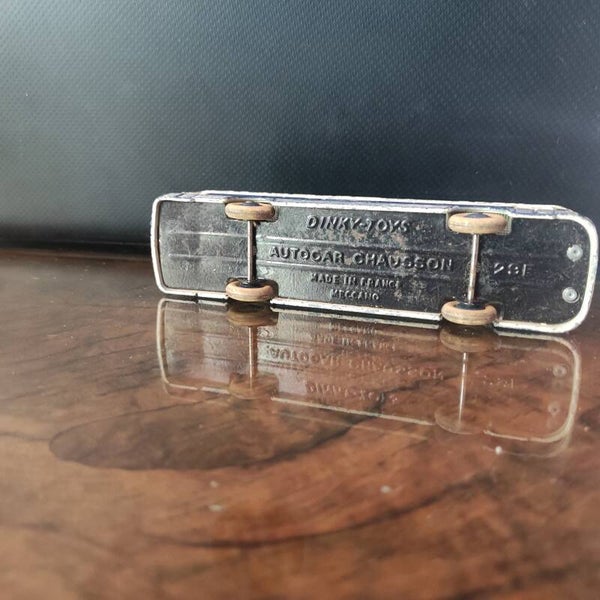 DINKY-TOYS
AUTOCAR CHAUSSON 29F
MADE IN FRANCE
MECCANO